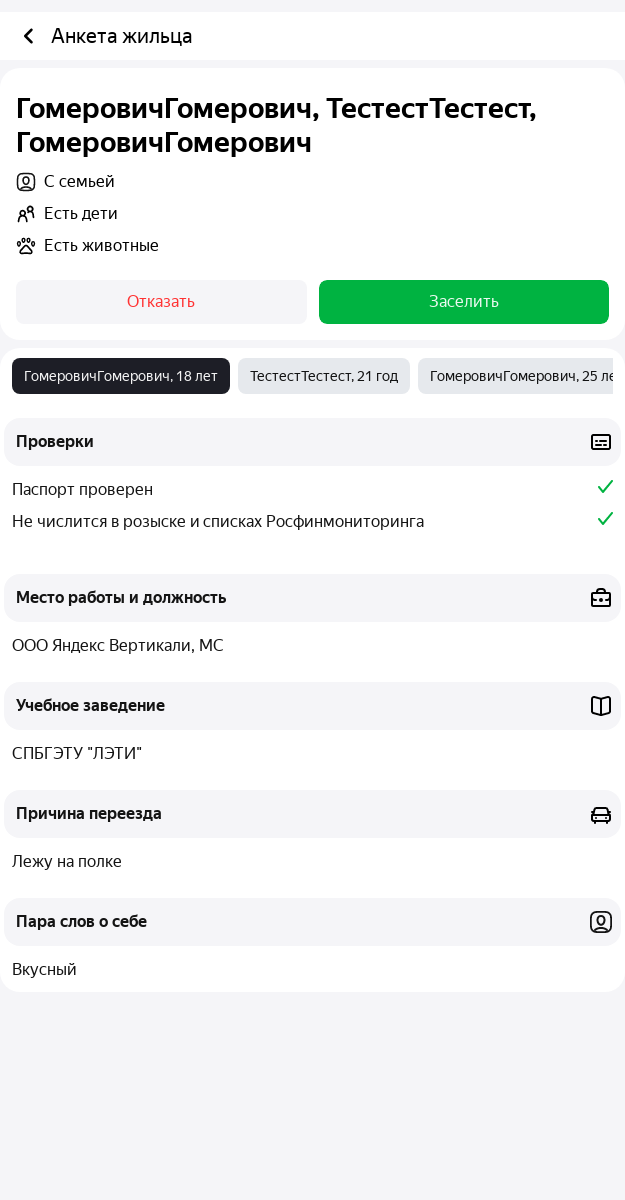 Анкета жильца
ГомеровичГомерович, ТестестТестест,
ГомеровичГомерович
С семьей
Есть дети
Есть животные
Отказать
Заселить
ГомеровичГомерович, 18 лет
ТестестТестест, 21 год
ГомеровичГомерович, 25 ле
Проверки
Паспорт проверен
Не числится в розыске и списках Росфинмониторинга
Место работы и должность
ООО Яндекс Вертикали, МС
Учебное заведение
СПБГЭТУ "ЛЭТИ"
Причина переезда
Лежу на полке
Пара слов о себе
Вкусный